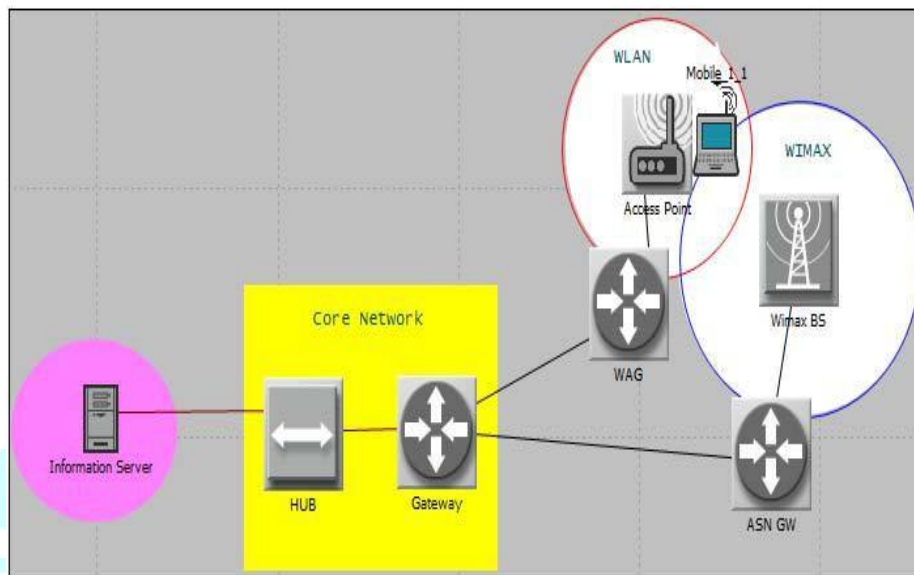 WLAN
Mobile_1_1
WIMAX
Access Point
Wimax BS
Core Network
WAG
Information Server
HUB
Gateway
ASN GW